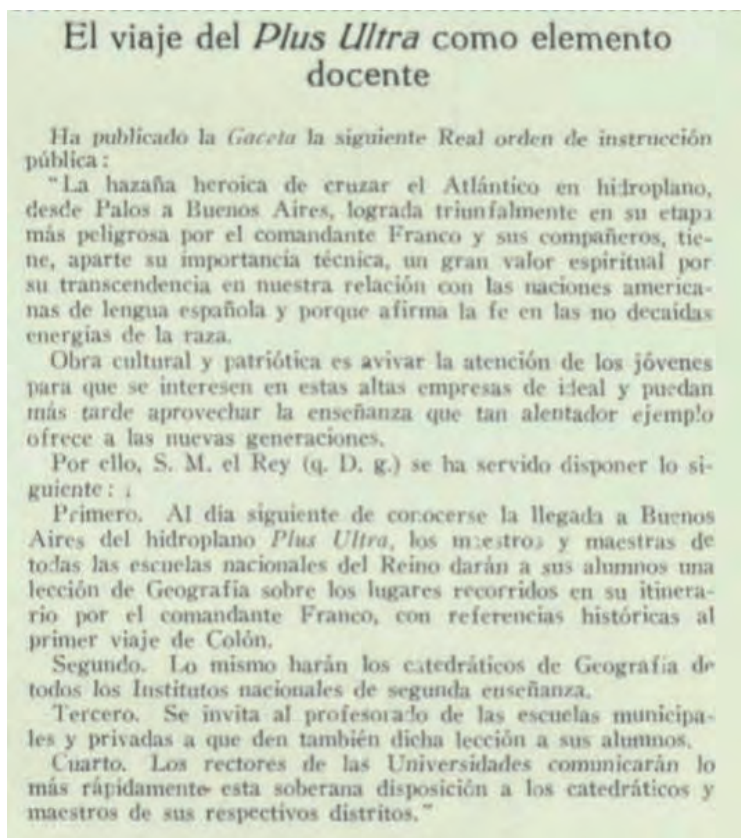 El viaje del Plus Ultra como elemento
docente
Ha publicado la Gaceta la siguiente Real orden de instrucción
pública:
"La hazaña heroica de cruzar el Atlántico en hidroplano,
desde Palos a Buenos Aires, lograda triunfalmente en su etapa
más peligrosa por el comandante Franco y sus compañeros, tie-
ne, aparte su importancia técnica, un gran valor espiritual por
su transcendencia en nuestra relación con las naciones america-
nas de lengua española y porque afirma la fe en las no decaídas
energías de la raza.
Obra cultural y patriótica es avivar la atención de los jóvenes
para que se interesen en estas altas empresas de ideal y puedan
más tarde aprovechar la enseñanza que tan alentador ejemplo
ofrece a las nuevas generaciones.
Por ello, S. M. el Rey (q. D. g.) se ha servido disponer lo si-
guiente:
Primero. Al día siguiente de conocerse la llegada a Buenos
Aires del hidroplano Plus Ultra, los maestros y maestras de
todas las escuelas nacionales del Reino darán a sus alumnos una
lección de Geografía sobre los lugares recorridos en su itinera-
rio por el comandante Franco, con referencias históricas al
primer viaje de Colón.
Segundo. Lo mismo harán los catedráticos de Geografía de
todos los Institutos nacionales de segunda enseñanza.
Tercero. Se invita al profesorado de las escuelas municipa-
les y privadas a que den también dicha lección a sus alumnos.
Cuarto. Los rectores de las Universidades comunicarán lo
más rápidamente esta soberana disposición a los catedráticos y
maestros de sus respectivos distritos."